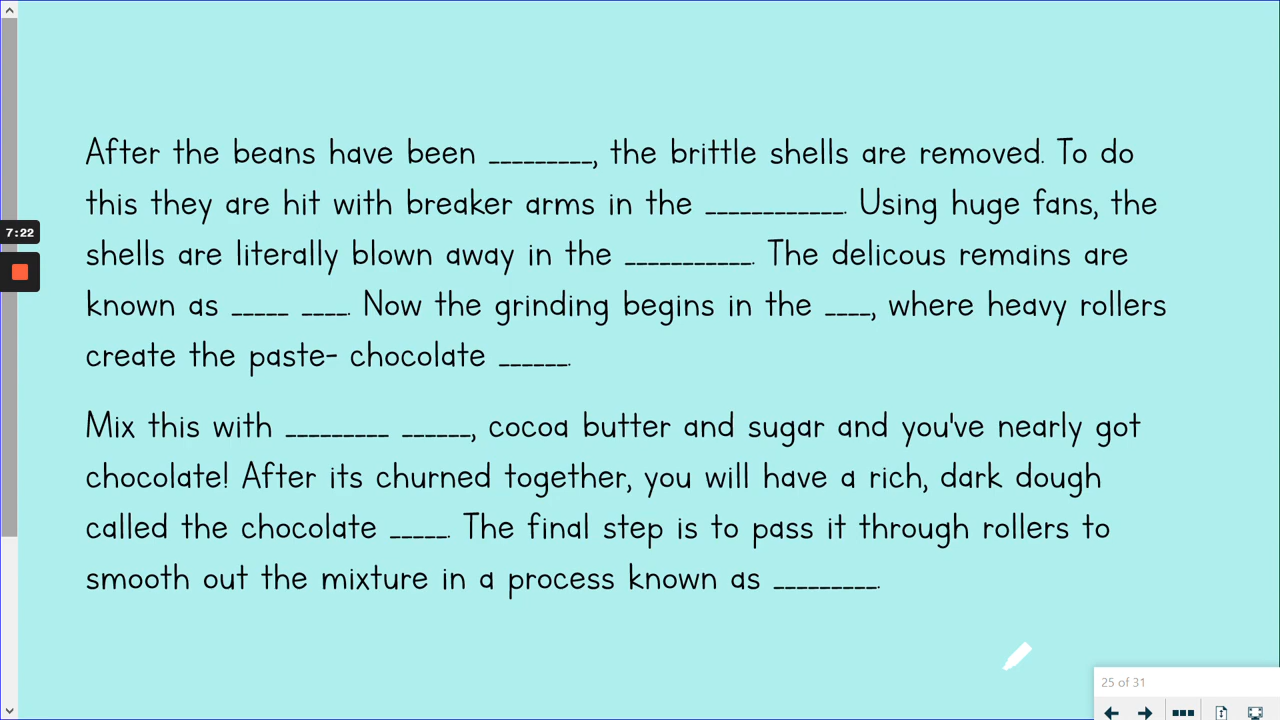 After the beans have been _________, the brittle shells are removed. To do
this they are hit with breaker arms in the ____________. Using huge fans, the
shells are literally blown away in the ___________. The delicous remains are
known as _____ ____. Now the grinding begins in the ____, where heavy rollers
create the paste- chocolate ______.
Mix this with _________ ______, cocoa butter and sugar and you've nearly got
chocolate! After its churned together, you will have a rich, dark dough
called the chocolate _____. The final step is to pass it through rollers to
smooth out the mixture in a process known as _________.
7:22
25 of 31